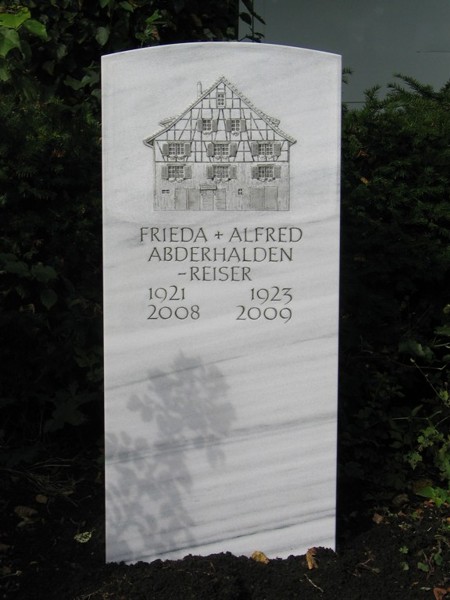 FRIEDA + ALFRED
ABDERHALDEN
-REISER
1921 1923
2008 2009